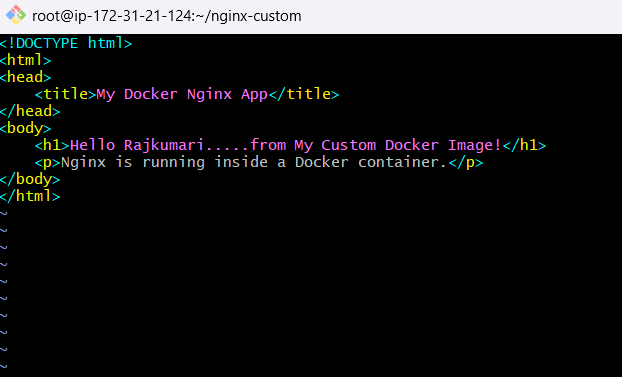 root@ip-172-31-21-124:~/nginx-custom
<!DOCTYPE html>
<html>
<head>
    <title>My Docker Nginx App</title>
</head>
<body>
    <h1>Hello Rajkumari.....from My Custom Docker Image!</h1>
    <p>Nginx is running inside a Docker container.</p>
</body>
</html>
~
~
~
~
~
~
~
~
~
~